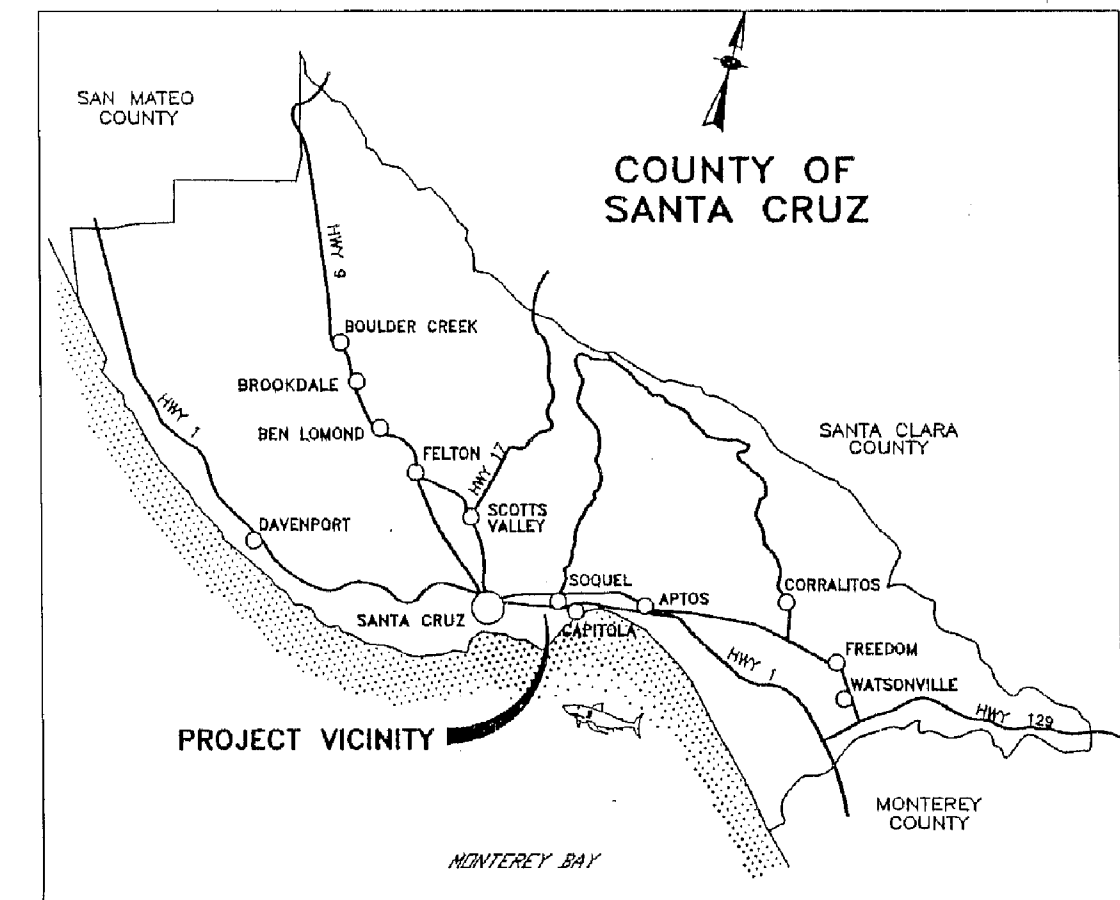 SAN MATEO
COUNTY
COUNTY OF
SANTA CRUZ
HWY 9
BOULDER CREEK
BROOKDALE
BEN LOMOND
HWY 1
FELTON
HWY 17
SANTA CLARA
COUNTY
SCOTTS
VALLEY
DAVENPORT
SOQUEL
APTOS
CORRALITOS
SANTA CRUZ
CAPITOLA
FREEDOM
HWY 1
WATSONVILLE
HWY 129
PROJECT VICINITY
MONTEREY
COUNTY
MONTEREY BAY